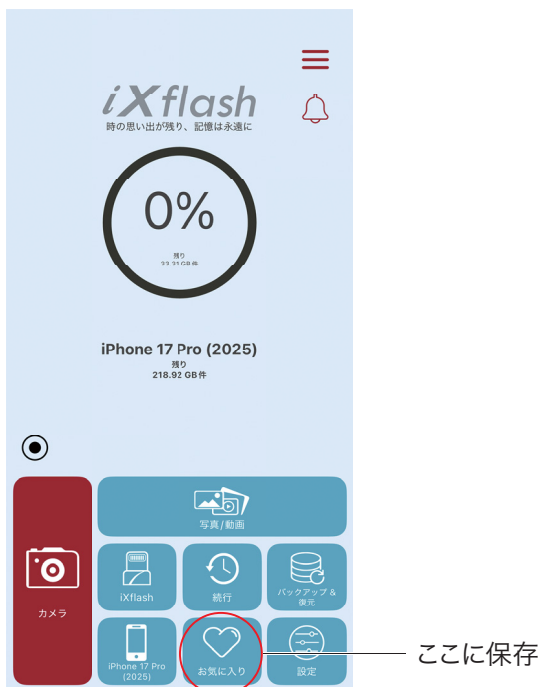 iXflash
時の思い出が残り、記憶は永遠に
0%
残り
iPhone 17 Pro (2025)
残り
218.92 GB件
写真/動画
カメラ
iXflash
続行
バックアップ &
復元
iPhone 17 Pro
(2025)
お気に入り
設定
ここに保存